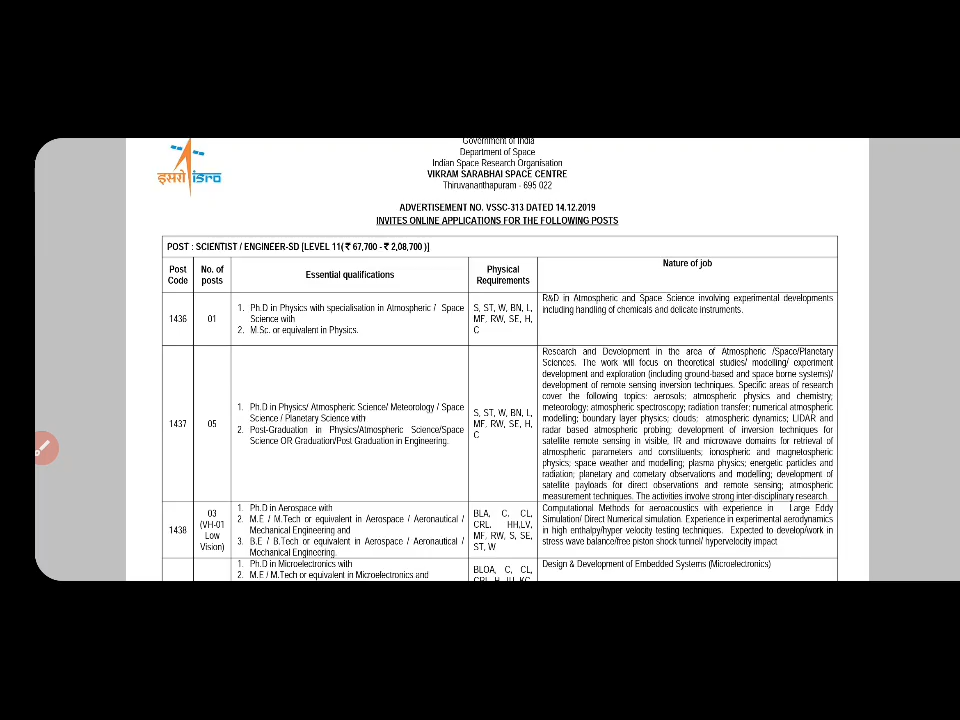 Government of India
Department of Space
Indian Space Research Organisation
VIKRAM SARABHAI SPACE CENTRE
Thiruvananthapuram - 695 022
इसरो isro
ADVERTISEMENT NO. VSSC-313 DATED 14.12.2019
INVITES ONLINE APPLICATIONS FOR THE FOLLOWING POSTS
POST : SCIENTIST / ENGINEER-SD [LEVEL 11( ₹ 67,700 - ₹ 2,08,700 )]
Post Code
No. of posts
Essential qualifications
Physical Requirements
Nature of job
1436
01
1. Ph.D in Physics with specialisation in Atmospheric / Space
Science with
2. M.Sc. or equivalent in Physics.
S, ST, W, BN, L,
MF, RW, SE, H,
C
R&D in Atmospheric and Space Science involving experimental developments
including handling of chemicals and delicate instruments.
1437
05
1. Ph.D in Physics/ Atmospheric Science/ Meteorology / Space
Science / Planetary Science with
2. Post-Graduation in Physics/Atmospheric Science/Space
Science OR Graduation/Post Graduation in Engineering.
S, ST, W, BN, L,
MF, RW, SE, H,
C
Research and Development in the area of Atmospheric /Space/Planetary
Sciences. The work will focus on theoretical studies/ modelling/ experiment
development and exploration (including ground-based and space borne systems)/
development of remote sensing inversion techniques. Specific areas of research
cover the following topics: aerosols; atmospheric physics and chemistry;
meteorology; atmospheric spectroscopy; radiation transfer; numerical atmospheric
modelling; boundary layer physics; clouds; atmospheric dynamics; LIDAR and
radar based atmospheric probing; development of inversion techniques for
satellite remote sensing in visible, IR and microwave domains for retrieval of
atmospheric parameters and constituents; ionospheric and magnetospheric
physics; space weather and modelling; plasma physics; energetic particles and
radiation; planetary and cometary observations and modelling; development of
satellite payloads for direct observations and remote sensing; atmospheric
measurement techniques. The activities involve strong inter-disciplinary research.
1438
03
(VH-01
Low
Vision)
1. Ph.D in Aerospace with
2. M.E / M.Tech or equivalent in Aerospace / Aeronautical /
Mechanical Engineering and
3. B.E / B.Tech or equivalent in Aerospace / Aeronautical /
Mechanical Engineering.
BLA, C, CL,
CRL, HH,LV,
MF, RW, S, SE,
ST, W
Computational Methods for aeroacoustics with experience in Large Eddy
Simulation/ Direct Numerical simulation. Experience in experimental aerodynamics
in high enthalpy/hyper velocity testing techniques. Expected to develop/work in
stress wave balance/free piston shock tunnel/ hypervelocity impact
1. Ph.D in Microelectronics with
2. M.E / M.Tech or equivalent in Microelectronics and
BLOA, C, CL,
Design & Development of Embedded Systems (Microelectronics)